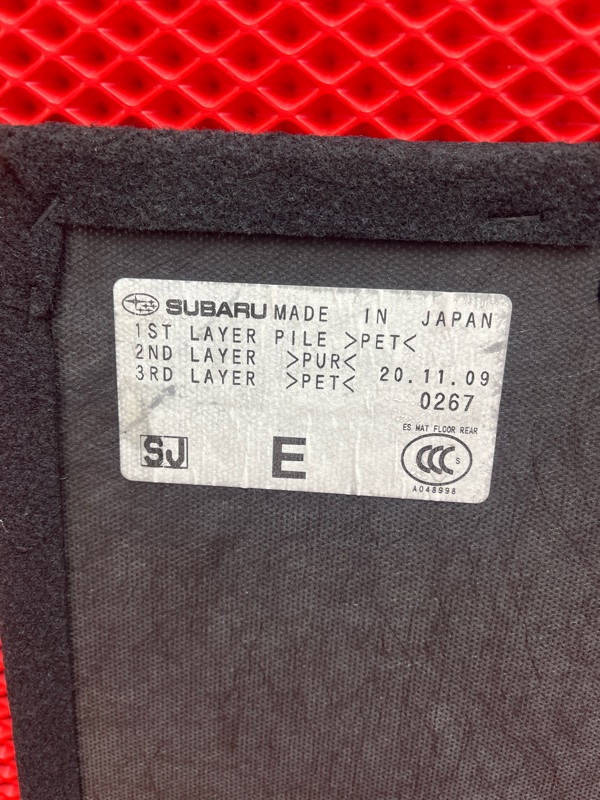 SUBARU MADE IN JAPAN
1ST LAYER PILE >PET<
2ND LAYER >PUR<
3RD LAYER >PET< 20.11.09
0267
ES MAT FLOOR REAR
SJ E CCC S
A048998